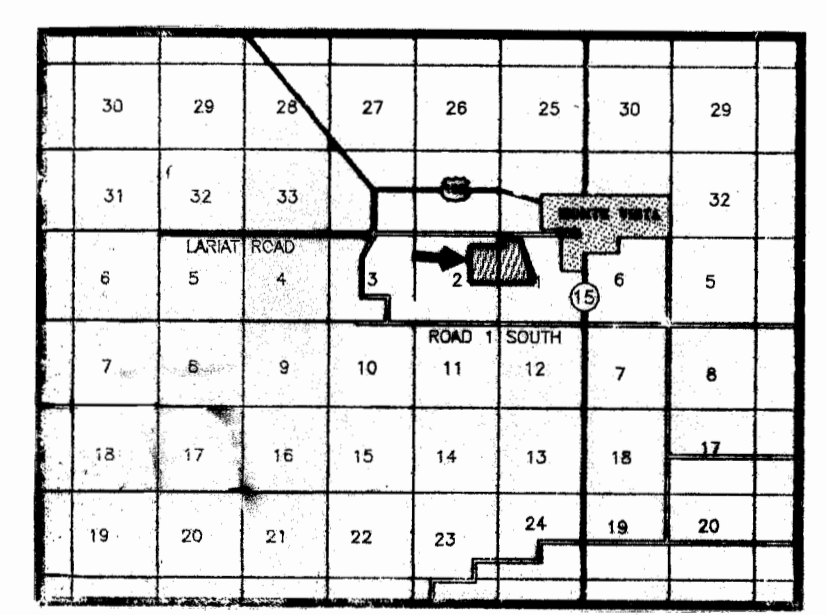 30 29 28 27 26 25 30 29
31 32 33 32
MONTE VISTA
LARIAT ROAD
6 5 4 3 2 1 6 5
15
ROAD 1 SOUTH
7 8 9 10 11 12 7 8
18 17 16 15 14 13 18 17
19 20 21 22 23 24 19 20